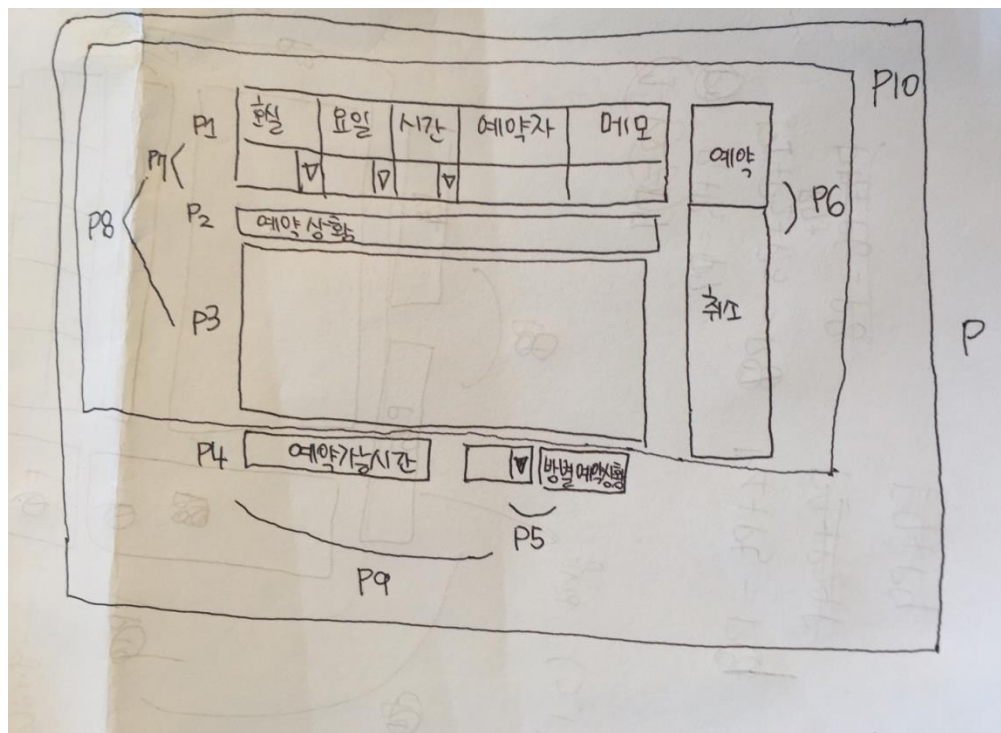 P10
P1 호실 요일 시간 예약자 메모 예약
P7 ▽ ▽ ▽
P6
P2 예약상황
P8
P3 취소
P
P4 예약가능시간 ▼ 방별예약상황
P5
P9